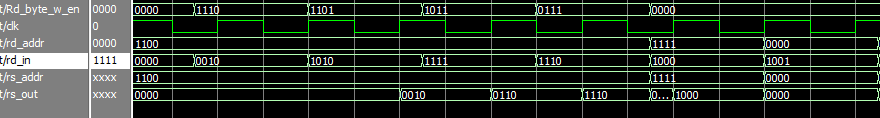 t/Rd_byte_w_en 0000 0000 1110 1101 1011 0111 0000
t/clk 0
t/rd_addr 0000 1100 1111 0000
t/rd_in 1111 0000 0010 1010 1111 1110 1000 1001
t/rs_addr xxxx 1100 1111 0000
t/rs_out xxxx 0000 0010 0110 1110 0... 1000 0000